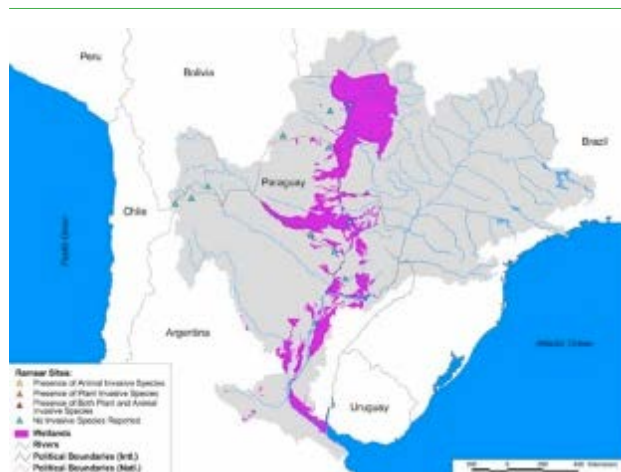 Peru
Bolivia
Brazil
Paraguay
Chile
Pacific Ocean
Argentina
Atlantic Ocean
Uruguay
Ramsar Sites:
Presence of Animal Invasive Species
Presence of Plant Invasive Species
Presence of Both Plant and Animal
Invasive Species
No Invasive Species Reported
Wetlands
Rivers
Political Boundaries (Intl.)
Political Boundaries (Natl.)